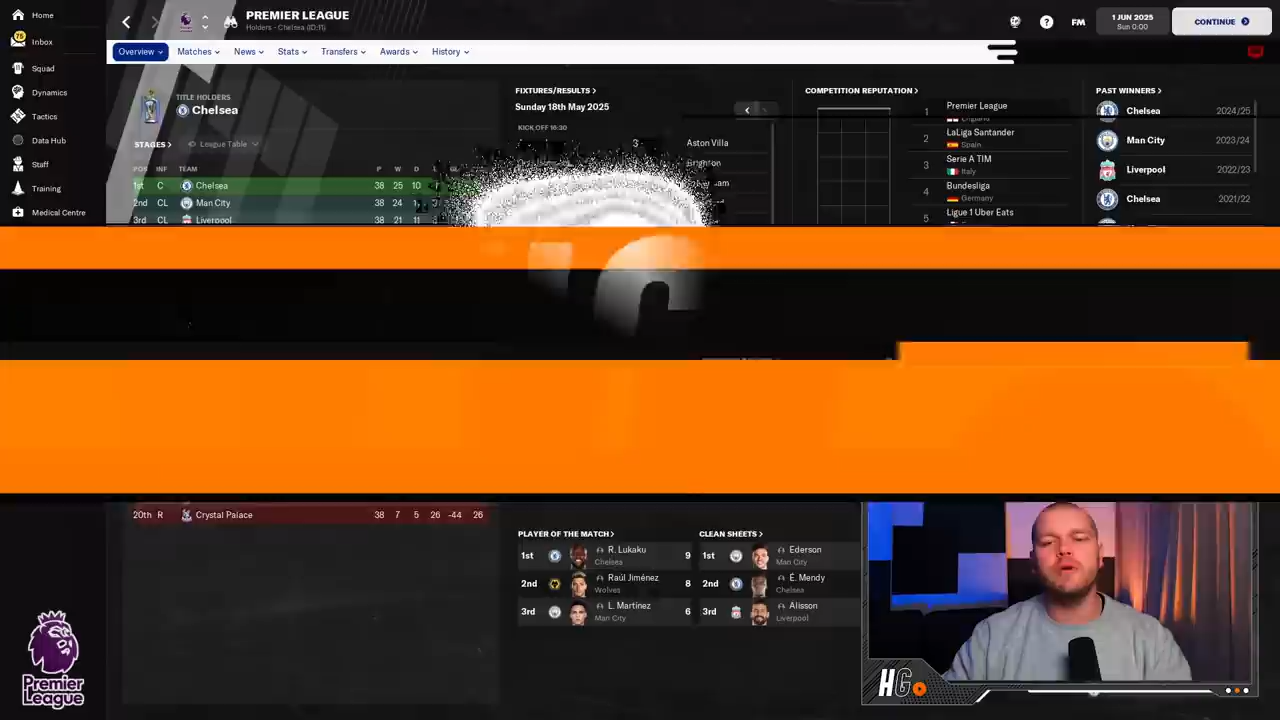 Home
Inbox
75
Squad
Dynamics
Tactics
Data Hub
Staff
Training
Medical Centre
PREMIER LEAGUE
Holders - Chelsea (ID:11)
FM
1 JUN 2025
Sun 0:00
CONTINUE
Overview Matches News Stats Transfers Awards History
TITLE HOLDERS
Chelsea
STAGES > League Table
POS INF TEAM P W D
1st C Chelsea 38 25 10
2nd CL Man City 38 24
3rd CL Liverpool 38 21 11
20th R Crystal Palace 38 7 5 26 -44 26
FIXTURES/RESULTS >
Sunday 18th May 2025
KICK OFF 16:30
3 Aston Villa
Brighton
COMPETITION REPUTATION >
1 Premier League
England
2 LaLiga Santander
Spain
3 Serie A TIM
Italy
4 Bundesliga
Germany
5 Ligue 1 Uber Eats
PAST WINNERS >
Chelsea 2024/25
Man City 2023/24
Liverpool 2022/23
Chelsea 2021/22
PLAYER OF THE MATCH >
1st R. Lukaku 9
Chelsea
2nd Raúl Jiménez 8
Wolves
3rd L. Martínez 6
Man City
CLEAN SHEETS >
1st Ederson
Man City
2nd É. Mendy
Chelsea
3rd Alisson
Liverpool
Premier
League
HG